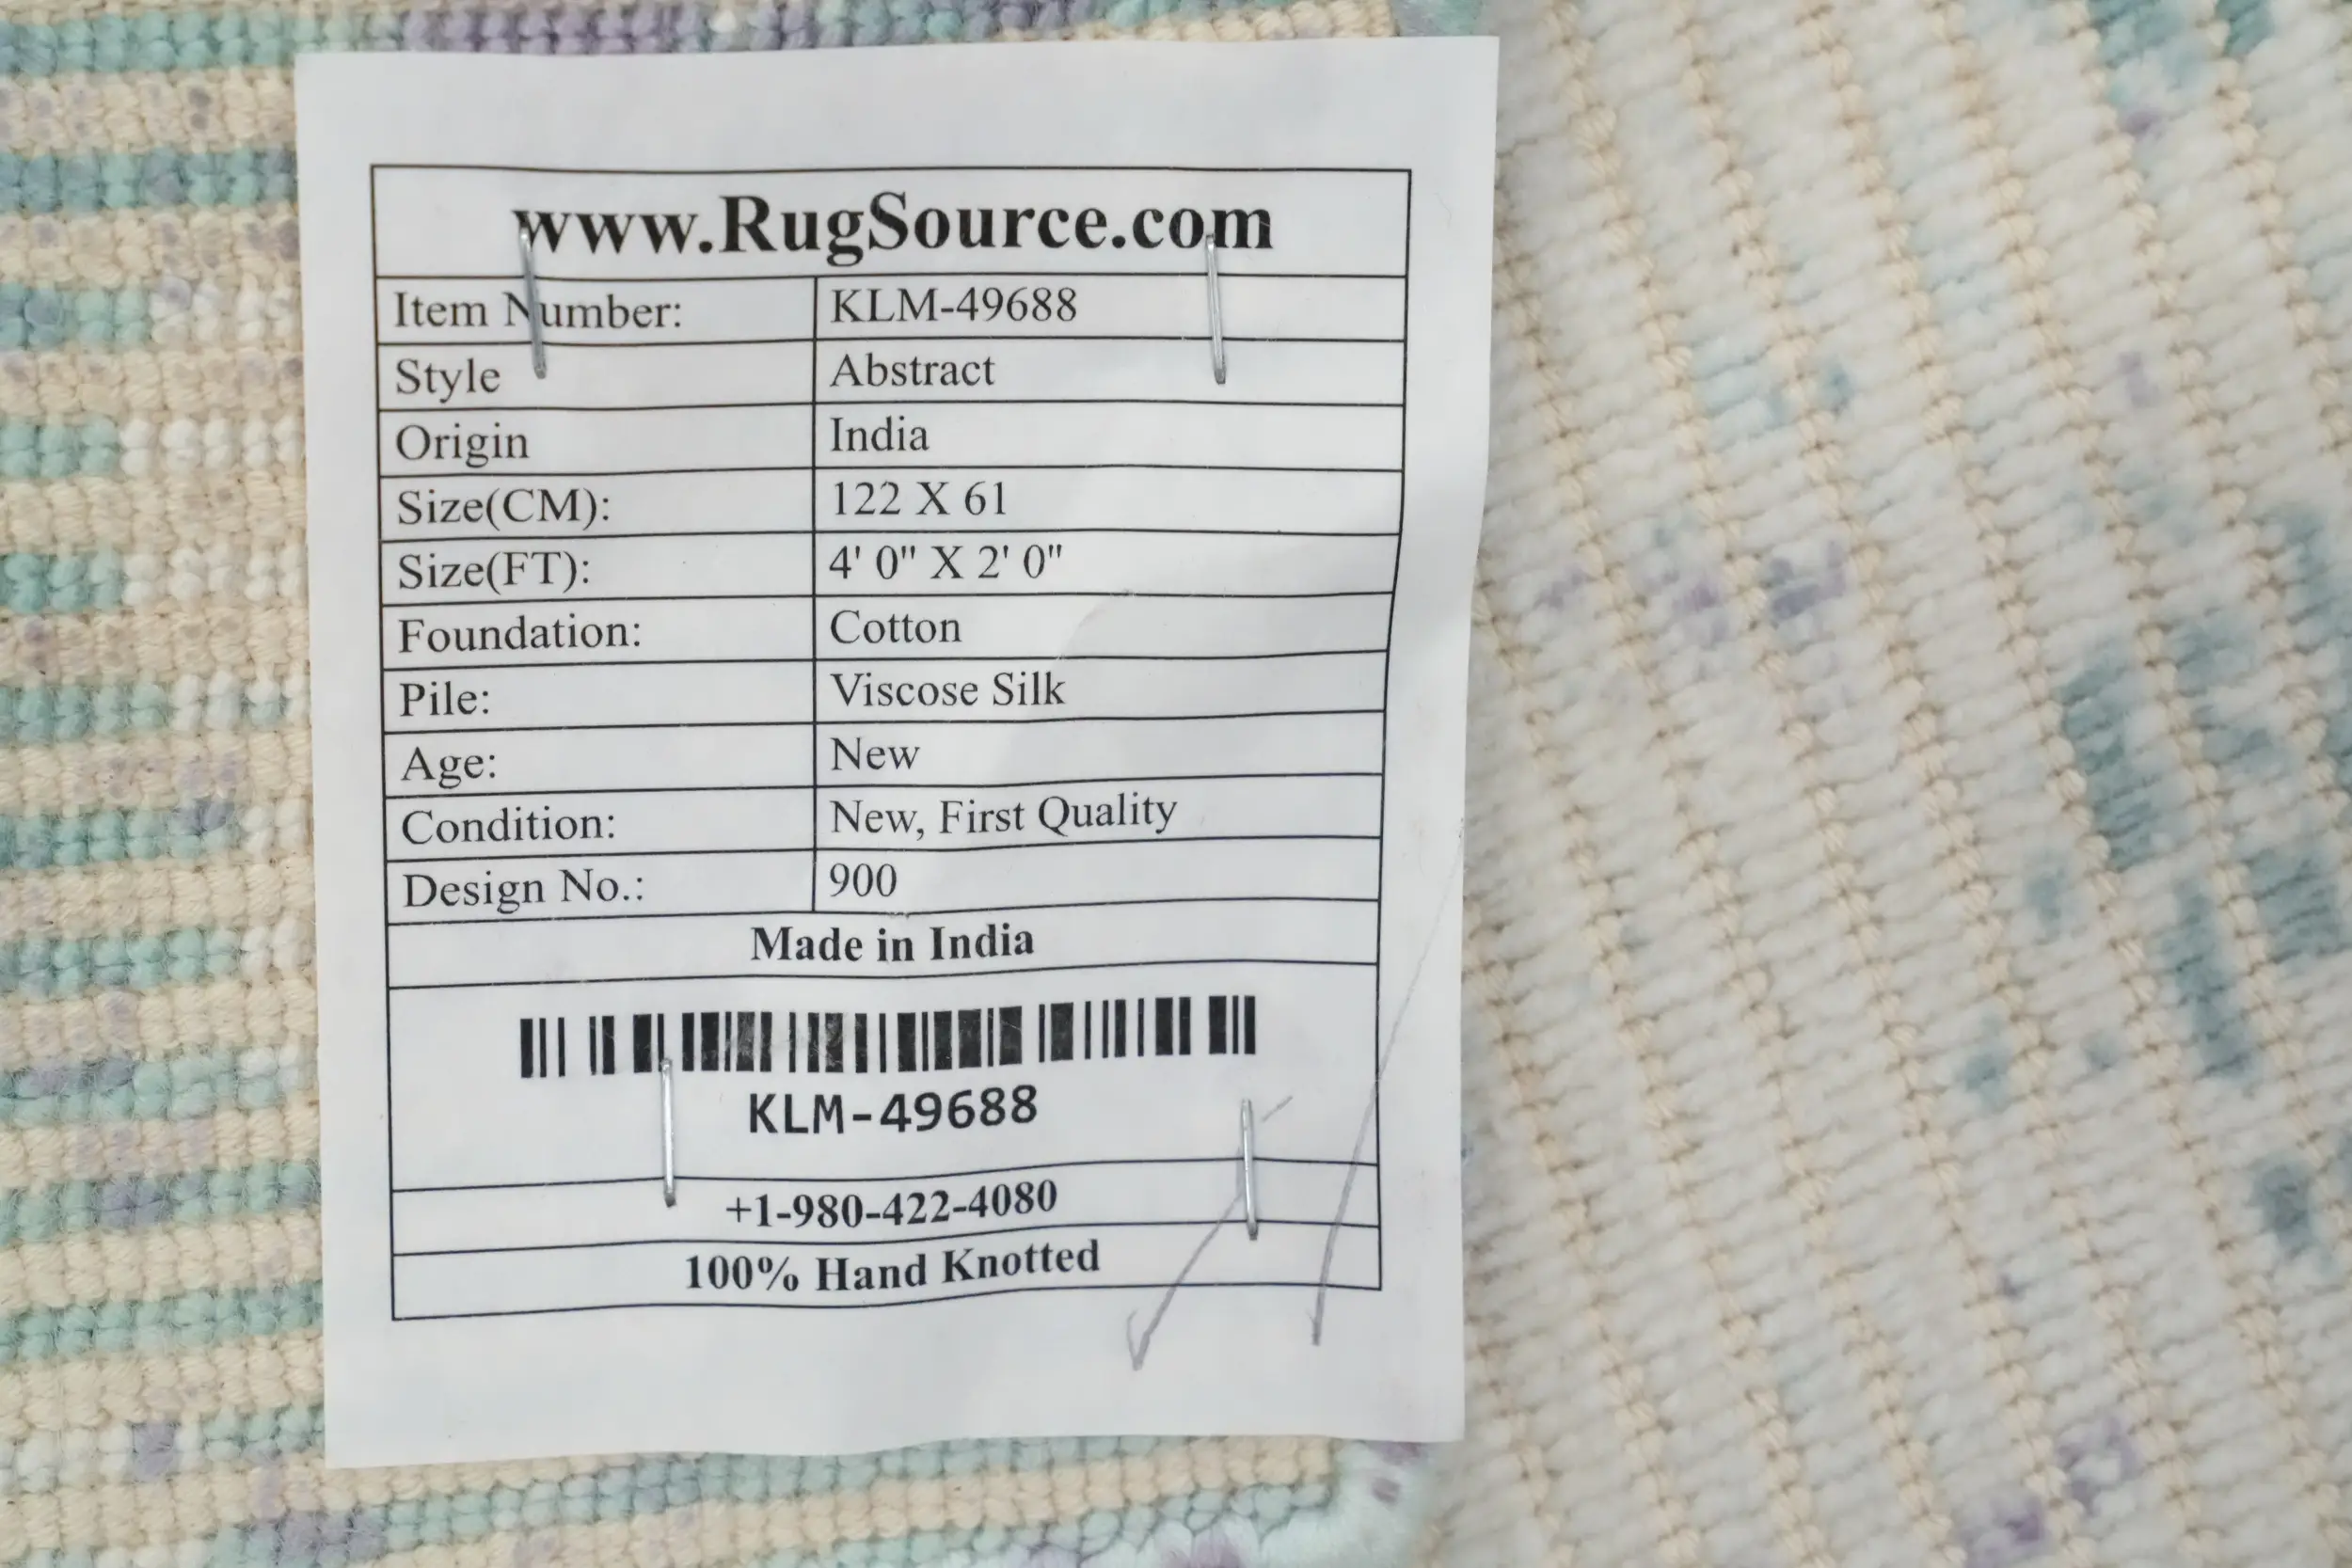 www.RugSource.com
Item Number: KLM-49688
Style Abstract
Origin India
Size(CM): 122 X 61
Size(FT): 4' 0" X 2' 0"
Foundation: Cotton
Pile: Viscose Silk
Age: New
Condition: New, First Quality
Design No.: 900
Made in India
KLM-49688
+1-980-422-4080
100% Hand Knotted